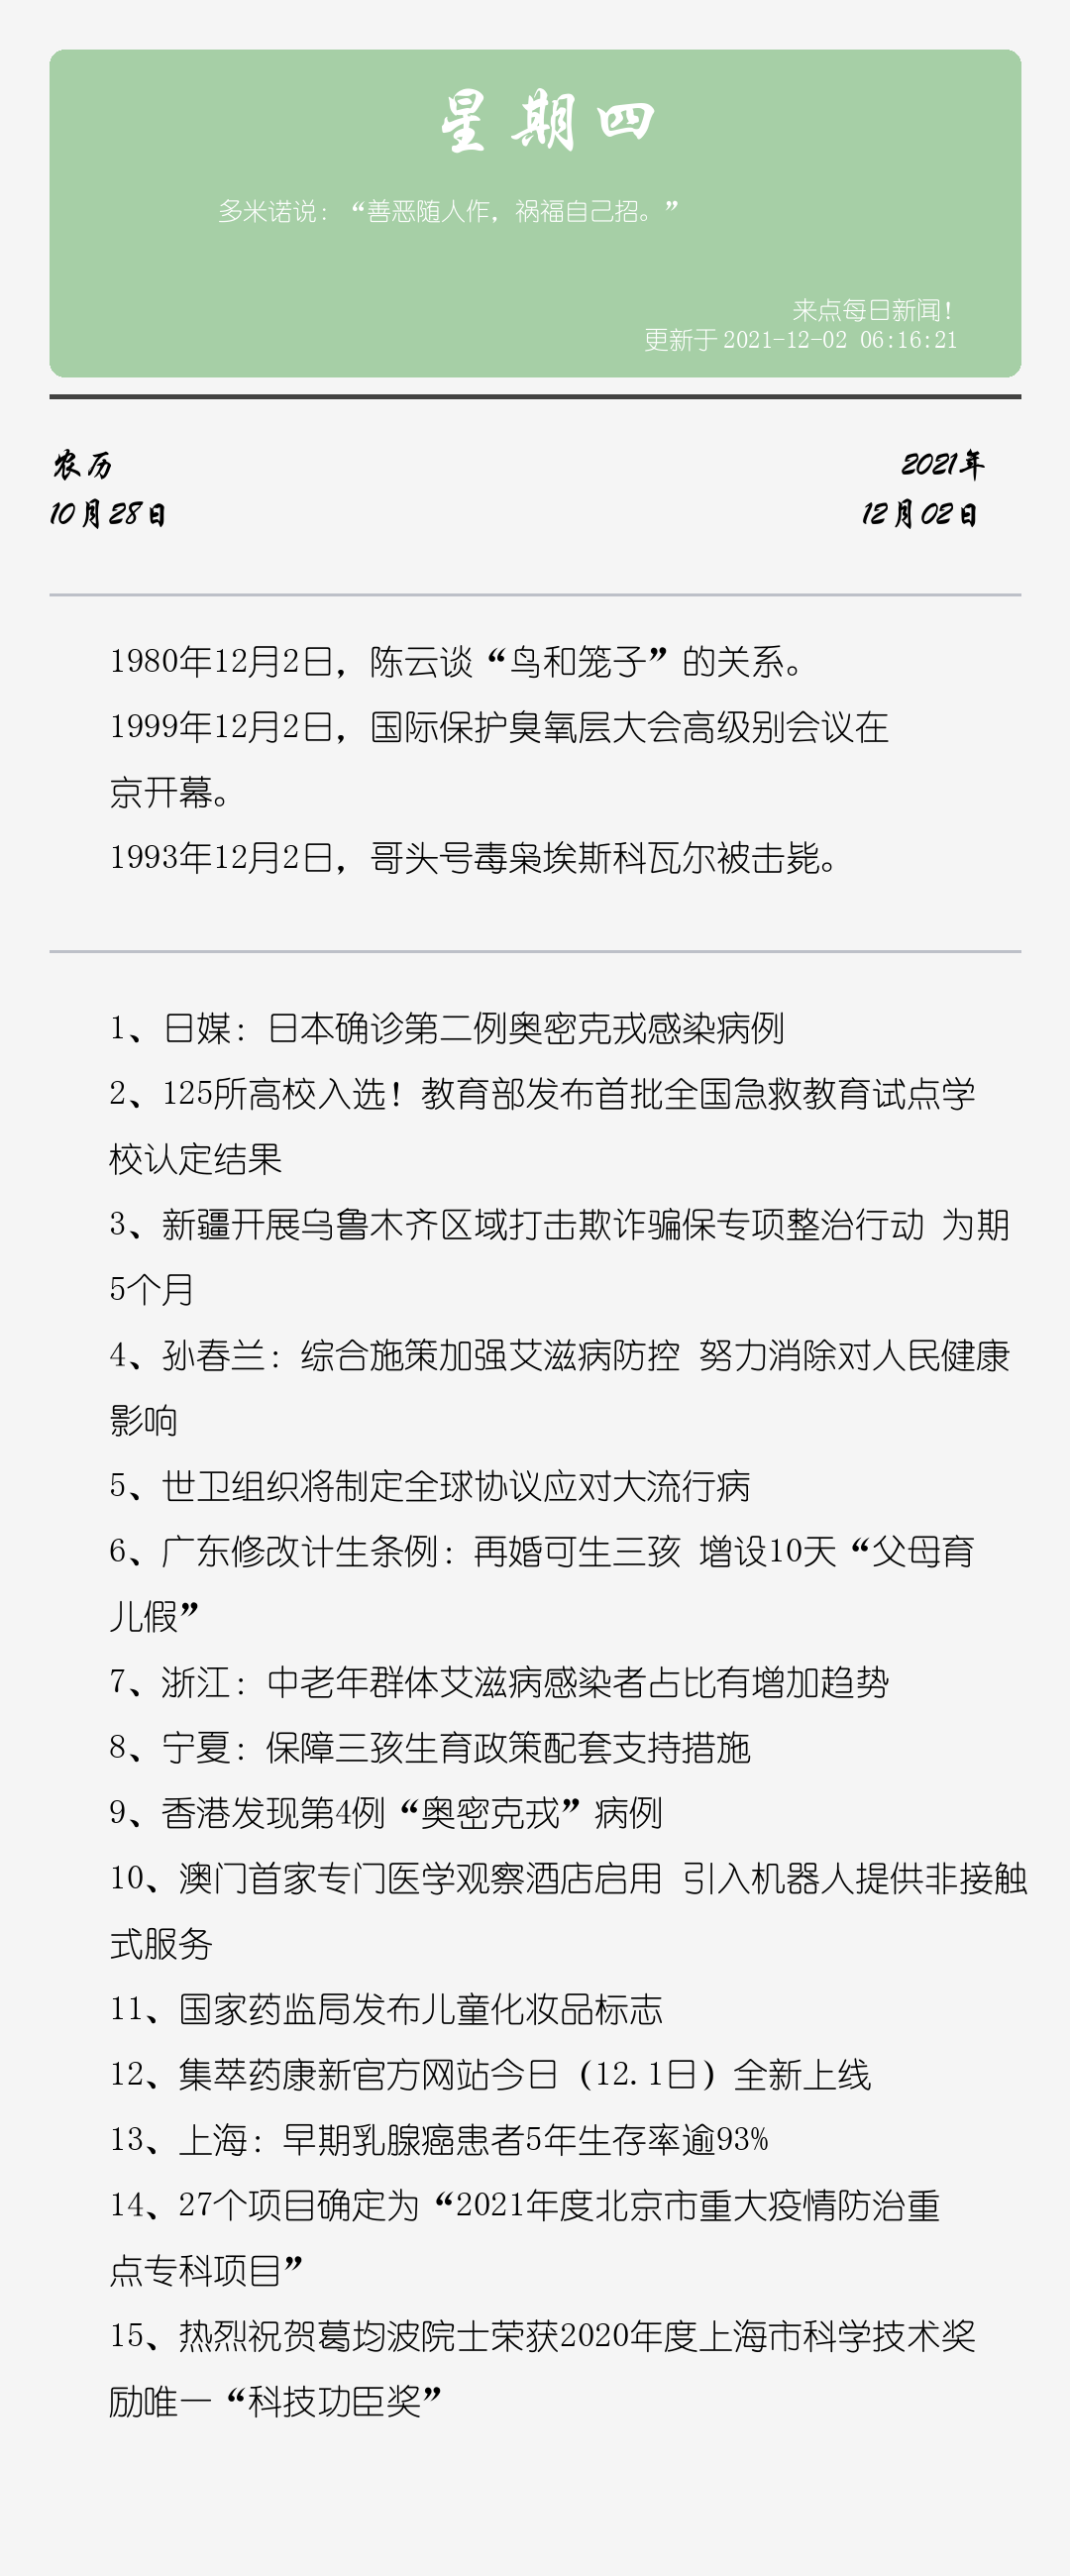 星期四
多米诺说：“善恶随人作，祸福自己招。”
来点每日新闻！
更新于 2021-12-02 06:16:21
农历
10月28日
2021年
12月02日
1980年12月2日，陈云谈“鸟和笼子”的关系。
1999年12月2日，国际保护臭氧层大会高级别会议在
京开幕。
1993年12月2日，哥头号毒枭埃斯科瓦尔被击毙。
1、日媒：日本确诊第二例奥密克戎感染病例
2、125所高校入选！教育部发布首批全国急救教育试点学
校认定结果
3、新疆开展乌鲁木齐区域打击欺诈骗保专项整治行动 为期
5个月
4、孙春兰：综合施策加强艾滋病防控 努力消除对人民健康
影响
5、世卫组织将制定全球协议应对大流行病
6、广东修改计生条例：再婚可生三孩 增设10天“父母育
儿假”
7、浙江：中老年群体艾滋病感染者占比有增加趋势
8、宁夏：保障三孩生育政策配套支持措施
9、香港发现第4例“奥密克戎”病例
10、澳门首家专门医学观察酒店启用 引入机器人提供非接触
式服务
11、国家药监局发布儿童化妆品标志
12、集萃药康新官方网站今日（12.1日）全新上线
13、上海：早期乳腺癌患者5年生存率逾93%
14、27个项目确定为“2021年度北京市重大疫情防治重
点专科项目”
15、热烈祝贺葛均波院士荣获2020年度上海市科学技术奖
励唯一“科技功臣奖”